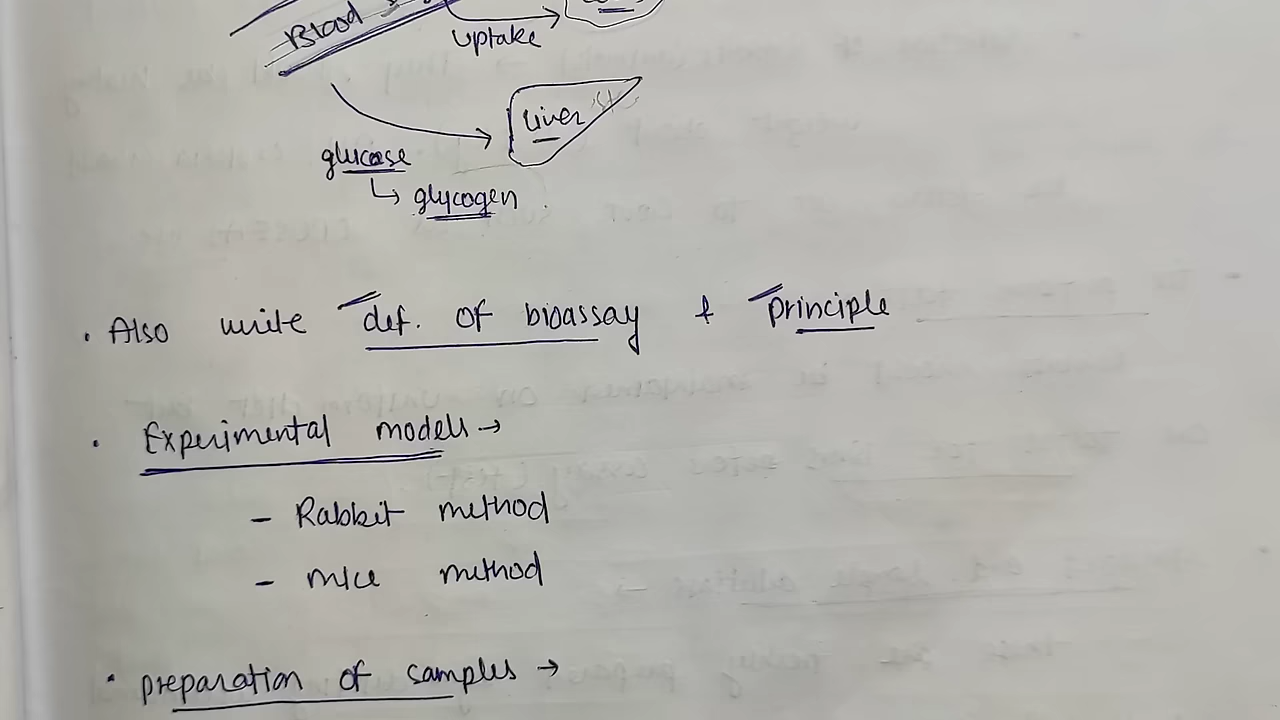 Blood
uptake
Liver
glucose
↳ glycogen
. Also write def. of bioassay & principle
. Experimental models →
- Rabbit method
- mice method
. preparation of samples →